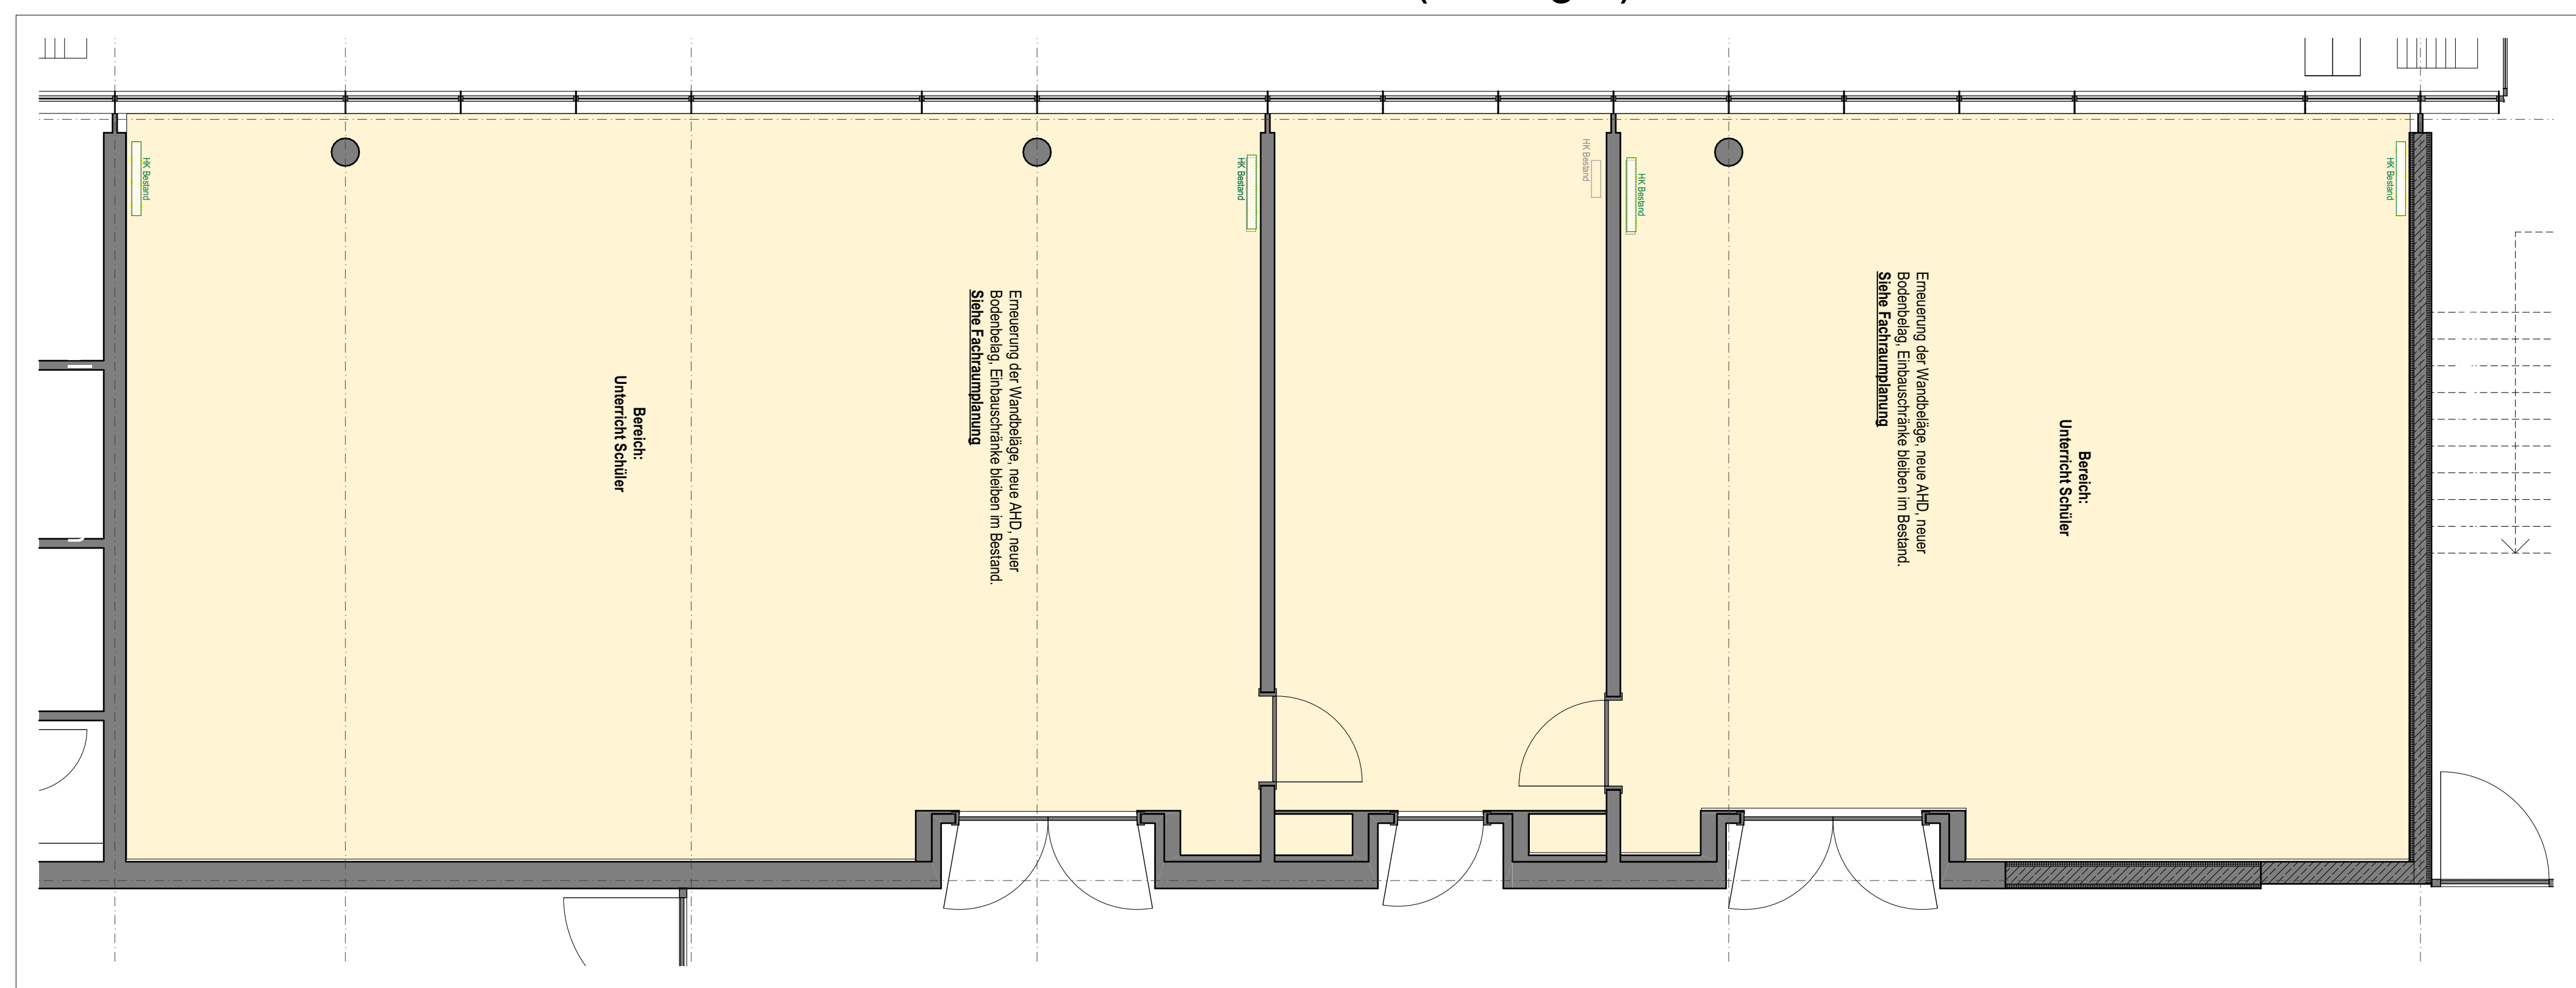 HK Bestand
Bereich:
Unterricht Schüler
Erneuerung der Wandbeläge, neue AHD, neuer
Bodenbelag, Einbauschränke bleiben im Bestand.
Siehe Fachraumplanung
HK Bestand
HK Bestand
HK Bestand
Erneuerung der Wandbeläge, neue AHD, neuer
Bodenbelag, Einbauschränke bleiben im Bestand.
Siehe Fachraumplanung
Bereich:
Unterricht Schüler
HK Bestand